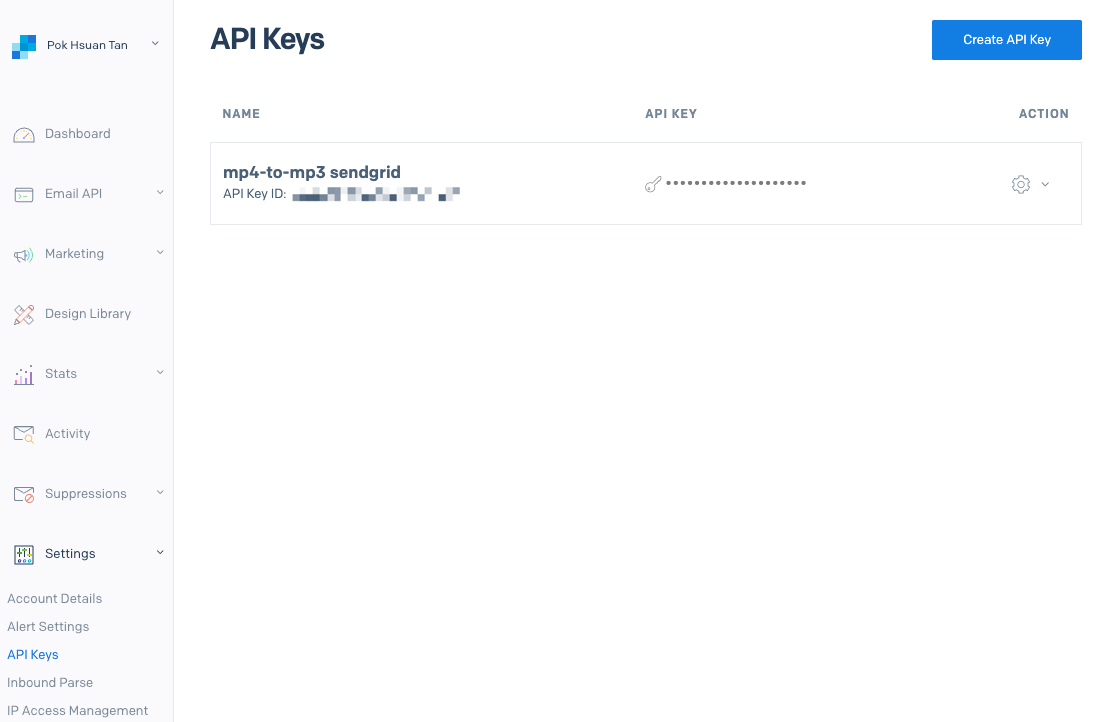 Pok Hsuan Tan
Dashboard
Email API
Marketing
Design Library
Stats
Activity
Suppressions
Settings
Account Details
Alert Settings
API Keys
Inbound Parse
IP Access Management
API Keys
Create API Key
NAME API KEY ACTION
mp4-to-mp3 sendgrid
API Key ID:
•••••••••••••••••••